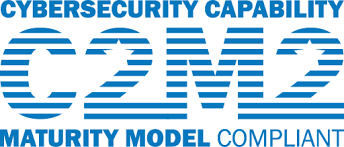 CYBERSECURITY CAPABILITY
C2M2
MATURITY MODEL COMPLIANT